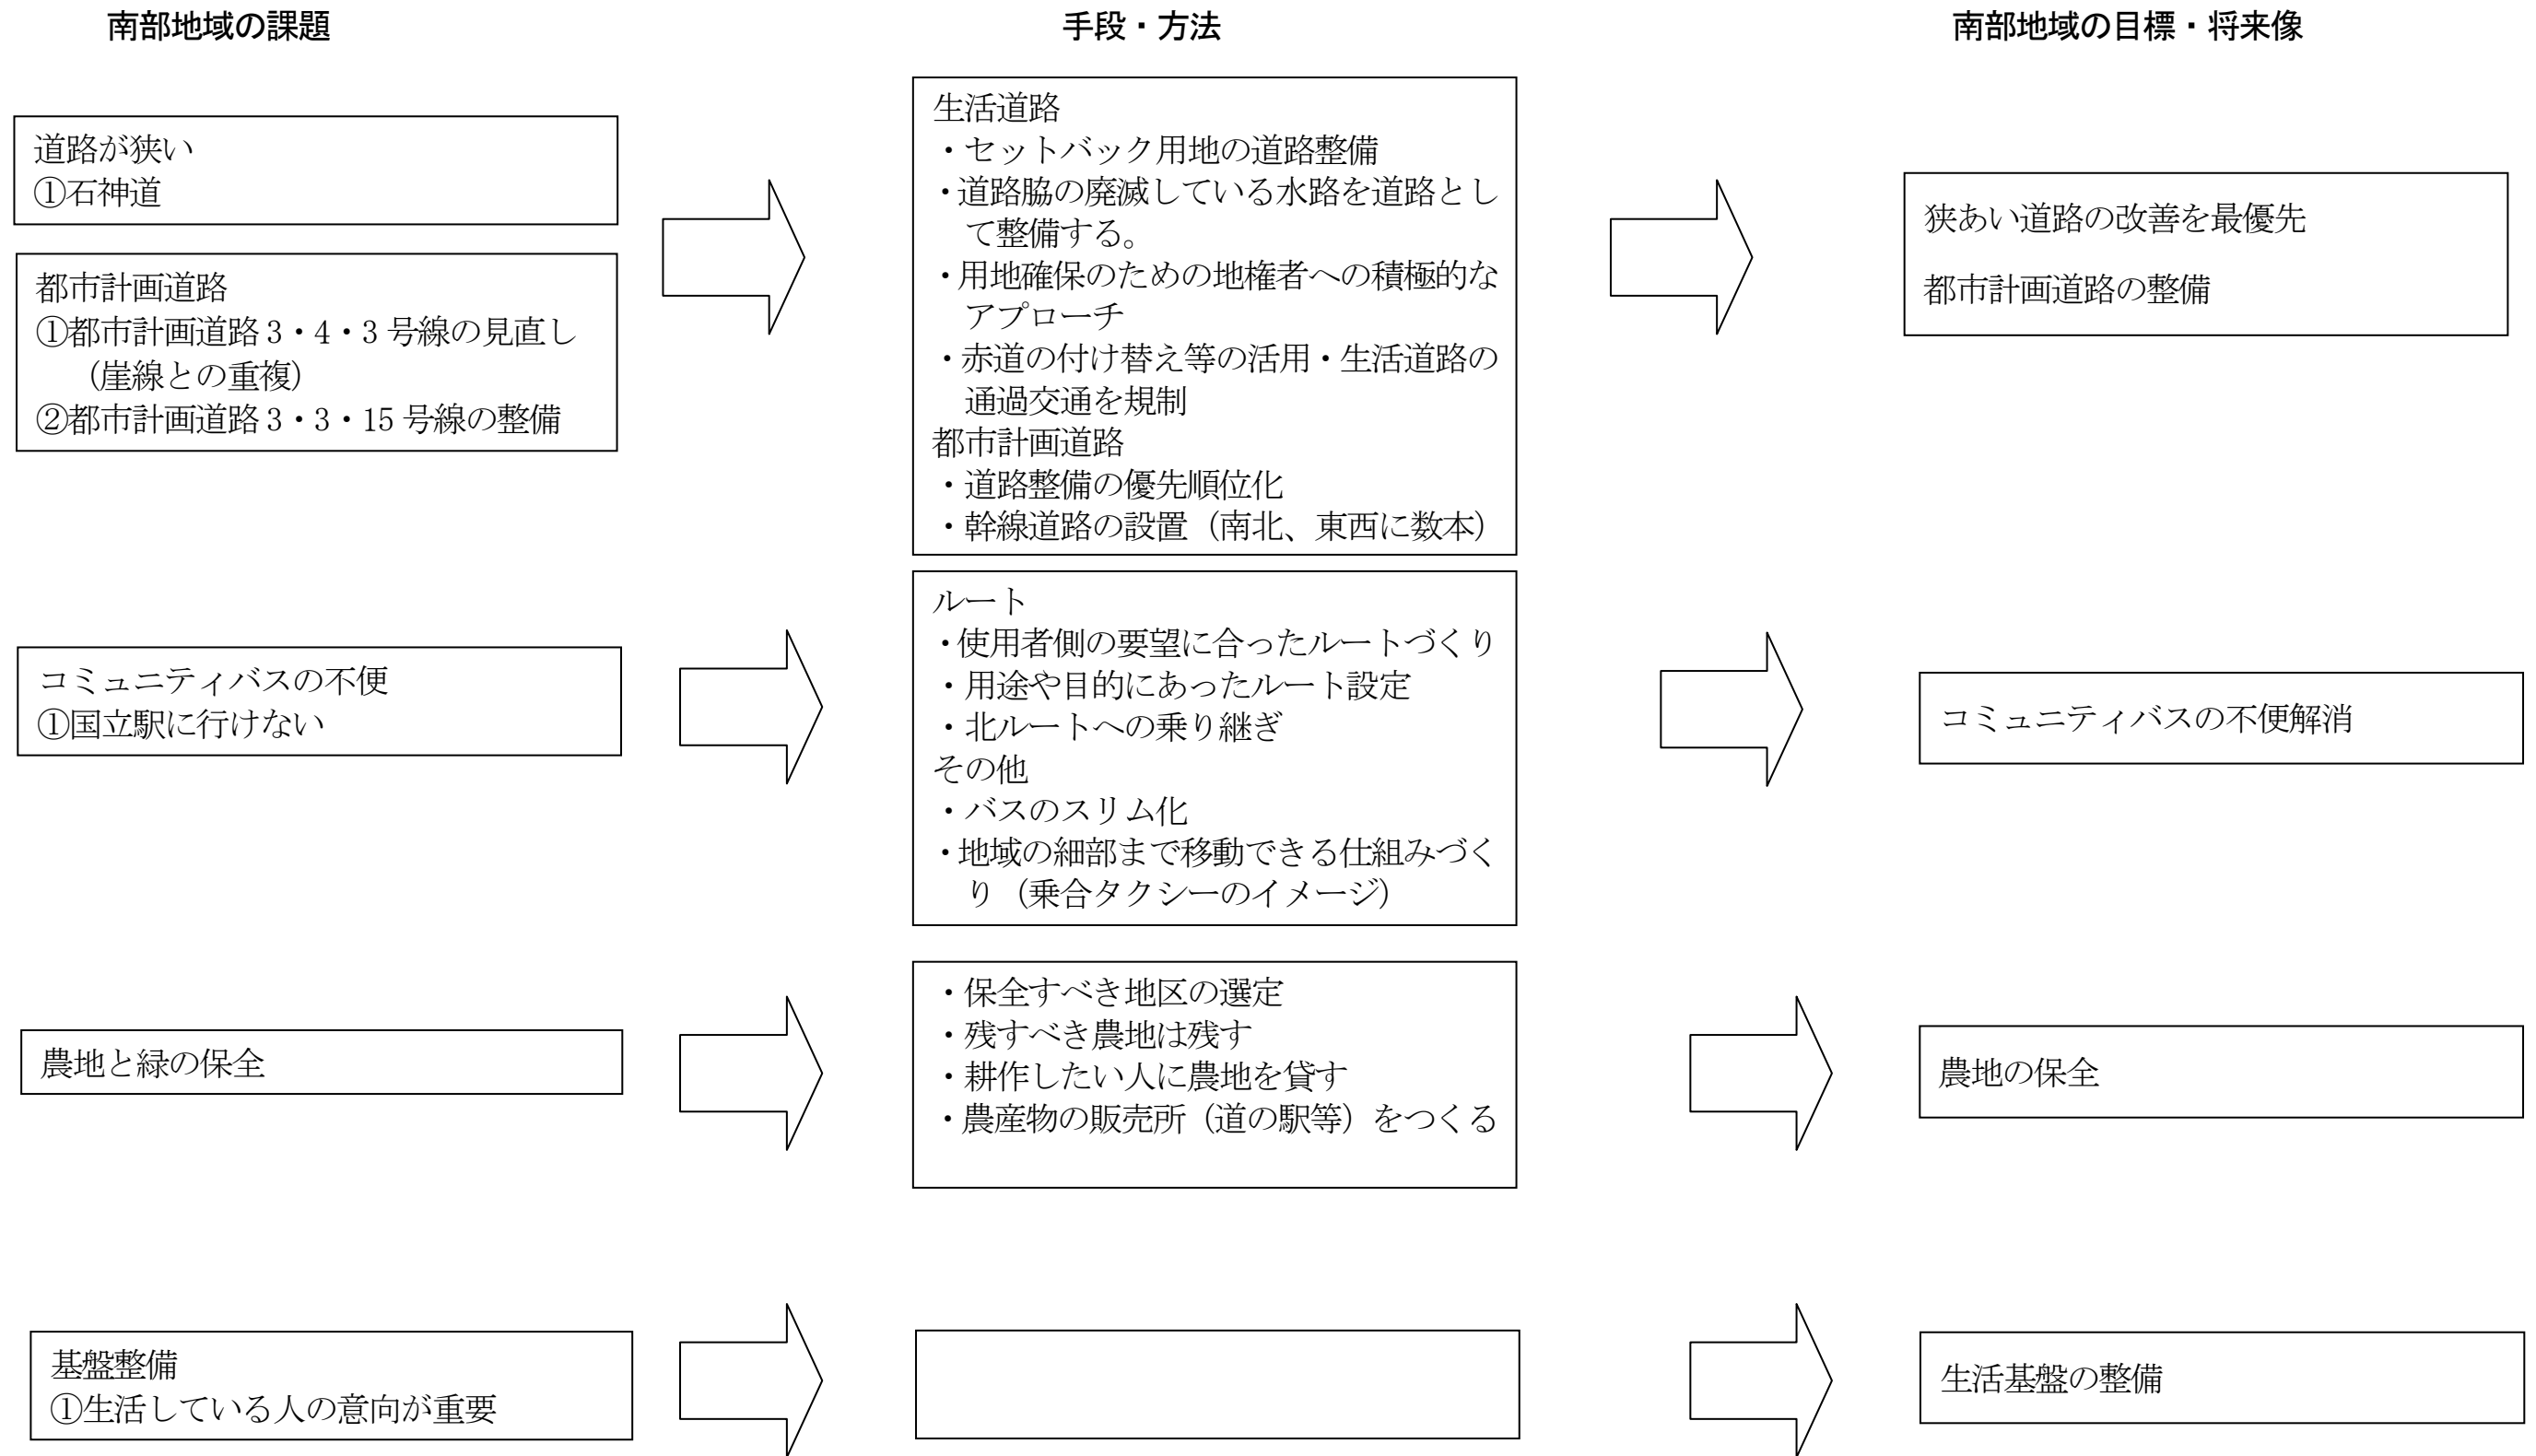 南部地域の課題
手段・方法
南部地域の目標・将来像
道路が狭い
①石神道
都市計画道路
①都市計画道路3・4・3号線の見直し
（崖線との重複）
②都市計画道路3・3・15号線の整備
生活道路
・セットバック用地の道路整備
・道路脇の廃滅している水路を道路とし
て整備する。
・用地確保のための地権者への積極的な
アプローチ
・赤道の付け替え等の活用・生活道路の
通過交通を規制
都市計画道路
・道路整備の優先順位化
・幹線道路の設置（南北、東西に数本）
狭あい道路の改善を最優先
都市計画道路の整備
コミュニティバスの不便
①国立駅に行けない
ルート
・使用者側の要望に合ったルートづくり
・用途や目的にあったルート設定
・北ルートへの乗り継ぎ
その他
・バスのスリム化
・地域の細部まで移動できる仕組みづく
り（乗合タクシーのイメージ）
コミュニティバスの不便解消
農地と緑の保全
・保全すべき地区の選定
・残すべき農地は残す
・耕作したい人に農地を貸す
・農産物の販売所（道の駅等）をつくる
農地の保全
基盤整備
①生活している人の意向が重要
生活基盤の整備